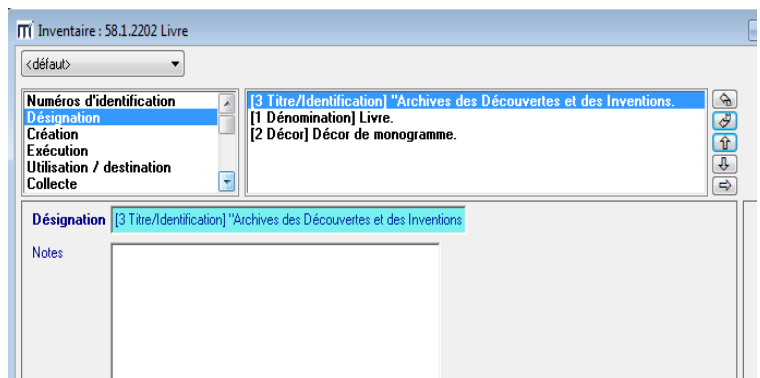 Inventaire : 58.1.2202 Livre
<défaut>
Numéros d'identification
Désignation
Création
Exécution
Utilisation / destination
Collecte
[3 Titre/Identification] "Archives des Découvertes et des Inventions.
[1 Dénomination] Livre.
[2 Décor] Décor de monogramme.
Désignation [3 Titre/Identification] "Archives des Découvertes et des Inventions
Notes